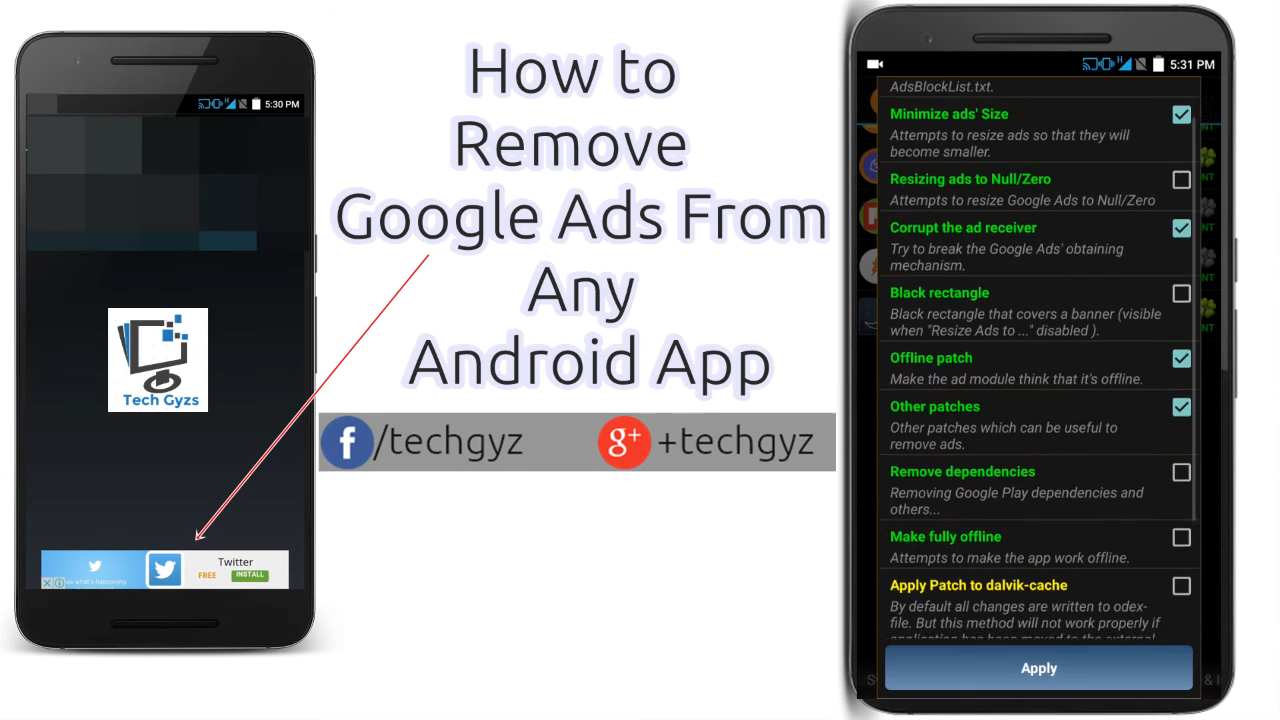 5:30 PM
Tech Gyzs
Twitter
FREE
INSTALL
How to
Remove
Google Ads From
Any
Android App
f/techgyz
g+ +techgyz
H
5:31 PM
AdsBlockList.txt.
Minimize ads' Size
Attempts to resize ads so that they will
become smaller.
Resizing ads to Null/Zero
Attempts to resize Google Ads to Null/Zero
Corrupt the ad receiver
Try to break the Google Ads' obtaining
mechanism.
Black rectangle
Black rectangle that covers a banner (visible
when "Resize Ads to ..." disabled ).
Offline patch
Make the ad module think that it's offline.
Other patches
Other patches which can be useful to
remove ads.
Remove dependencies
Removing Google Play dependencies and
others...
Make fully offline
Attempts to make the app work offline.
Apply Patch to dalvik-cache
By default all changes are written to odex-
file. But this method will not work properly if
application has been moved to the external
Apply